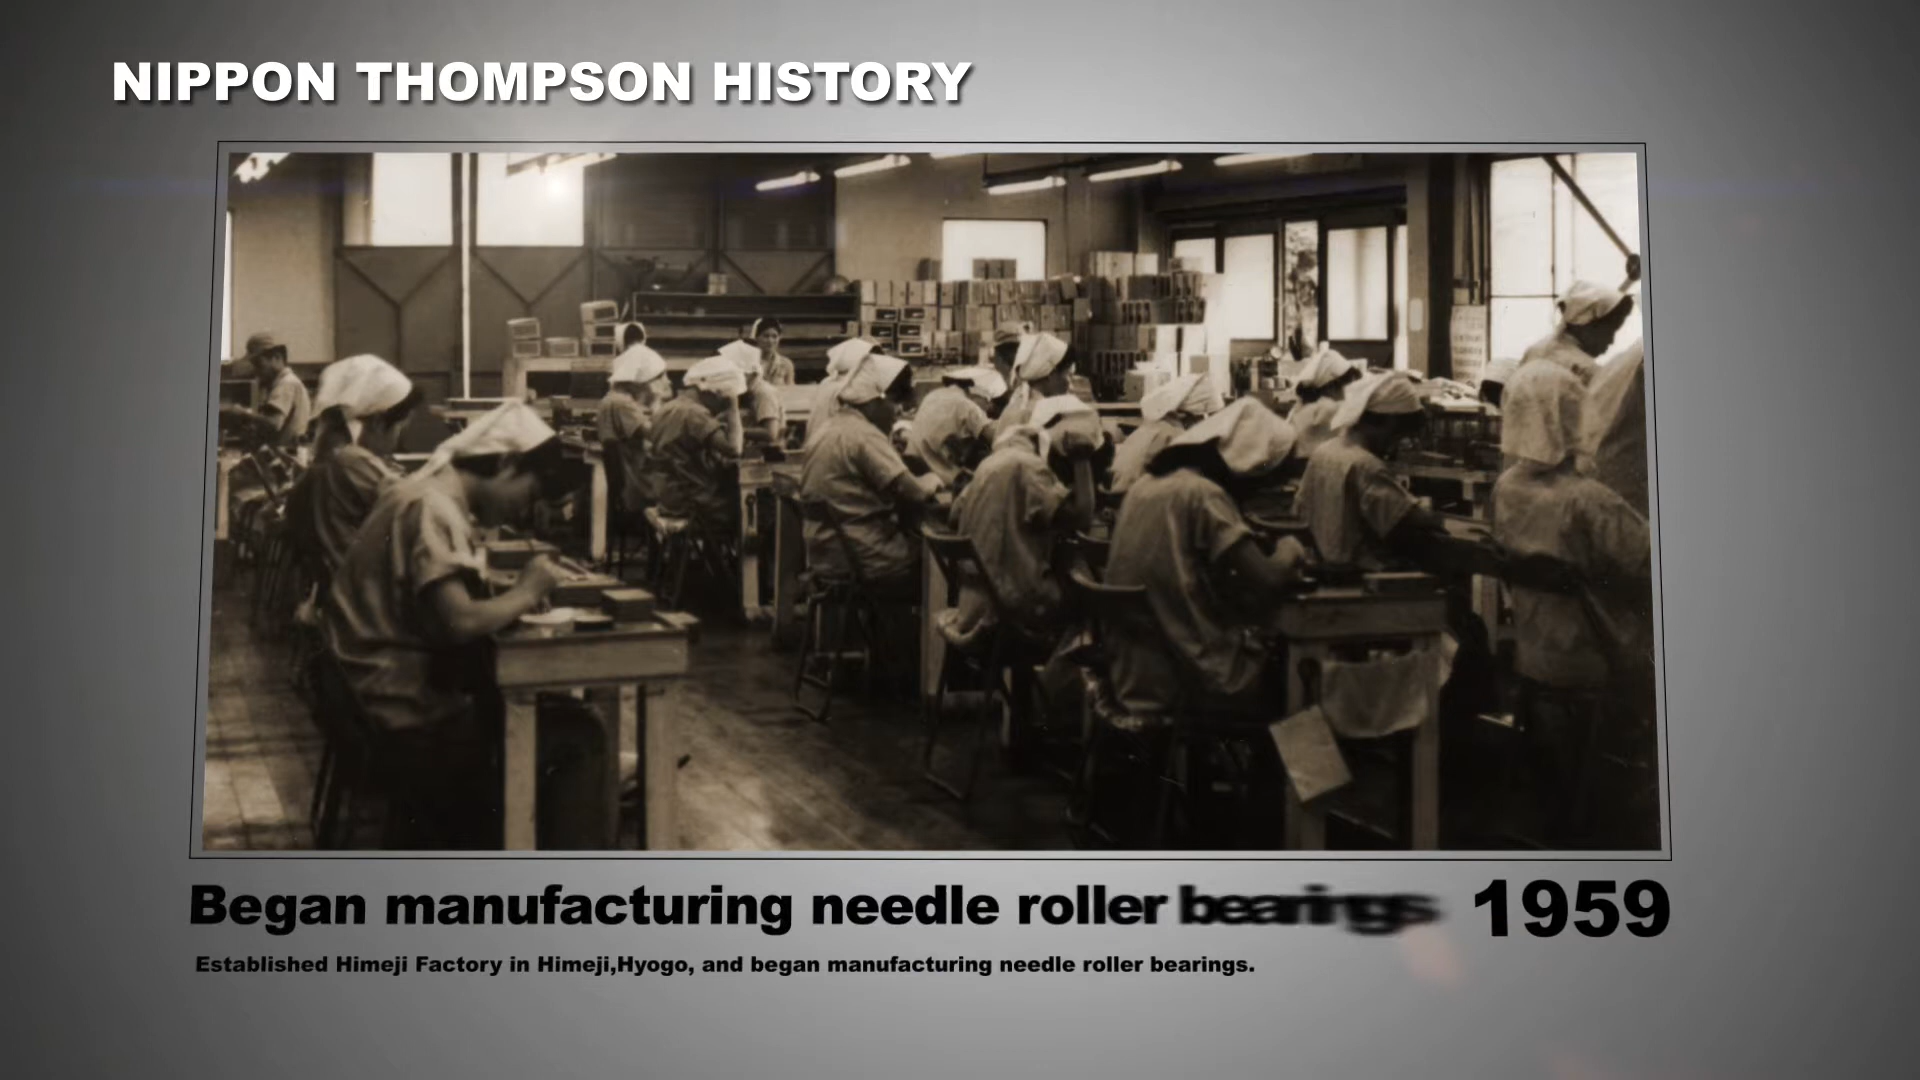 NIPPON THOMPSON HISTORY
Began manufacturing needle roller bearings 1959
Established Himeji Factory in Himeji,Hyogo, and began manufacturing needle roller bearings.